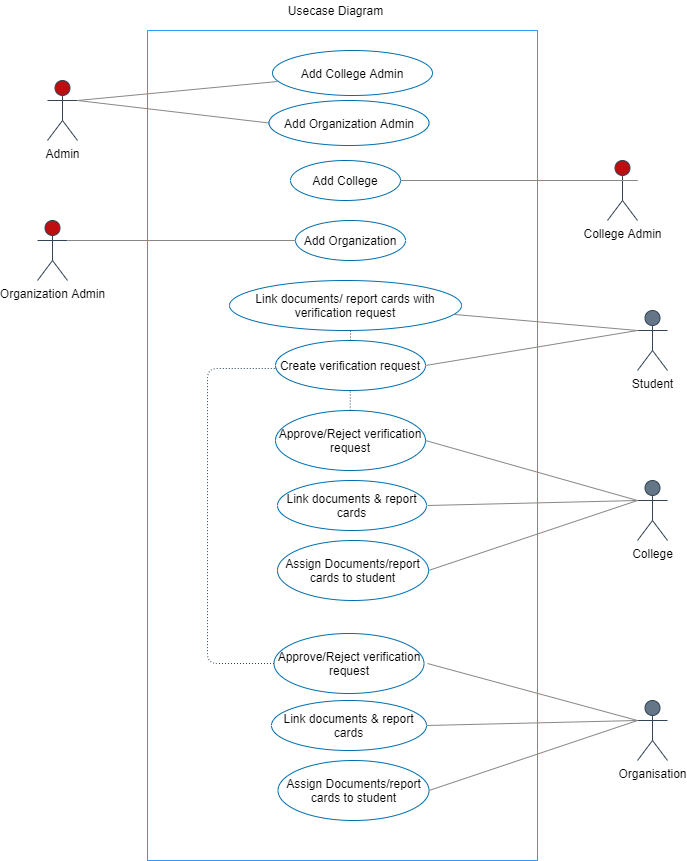 Usecase Diagram
Add College Admin
Admin
Add Organization Admin
Add College
College Admin
Add Organization
Organization Admin
Link documents/ report cards with
verification request
Create verification request
Student
Approve/Reject verification
request
Link documents & report
cards
College
Assign Documents/report
cards to student
Approve/Reject verification
request
Link documents & report
cards
Organisation
Assign Documents/report
cards to student